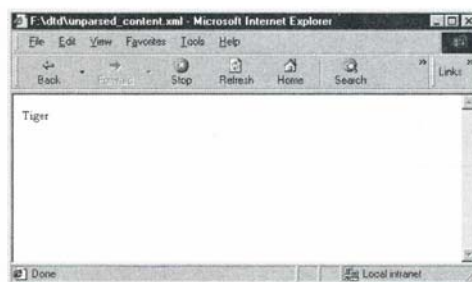 F:\dtd\unparsed_content.xml - Microsoft Internet Explorer
File Edit View Favorites Tools Help
Back Forward Stop Refresh Home Search » Links »
Tiger
Done Local intranet